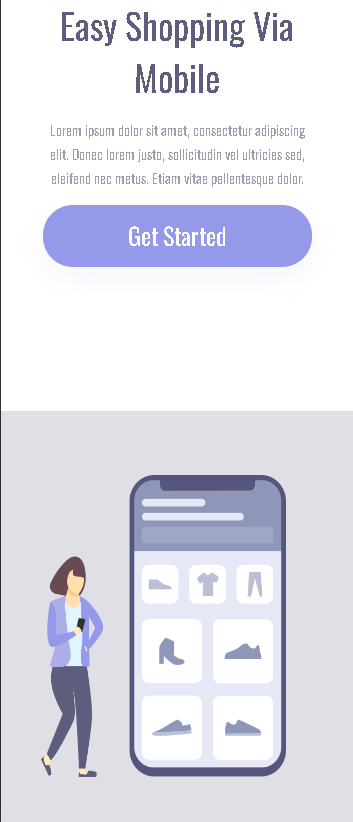 Easy Shopping Via
Mobile
Lorem ipsum dolor sit amet, consectetur adipiscing
elit. Donec lorem justo, sollicitudin vel ultricies sed,
eleifend nec metus. Etiam vitae pellentesque dolor.
Get Started